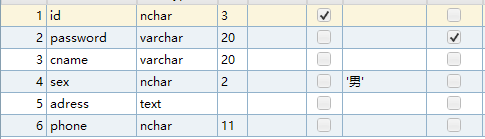 1 id nchar 3
2 password varchar 20
3 cname varchar 20
4 sex nchar 2 '男'
5 adress text
6 phone nchar 11